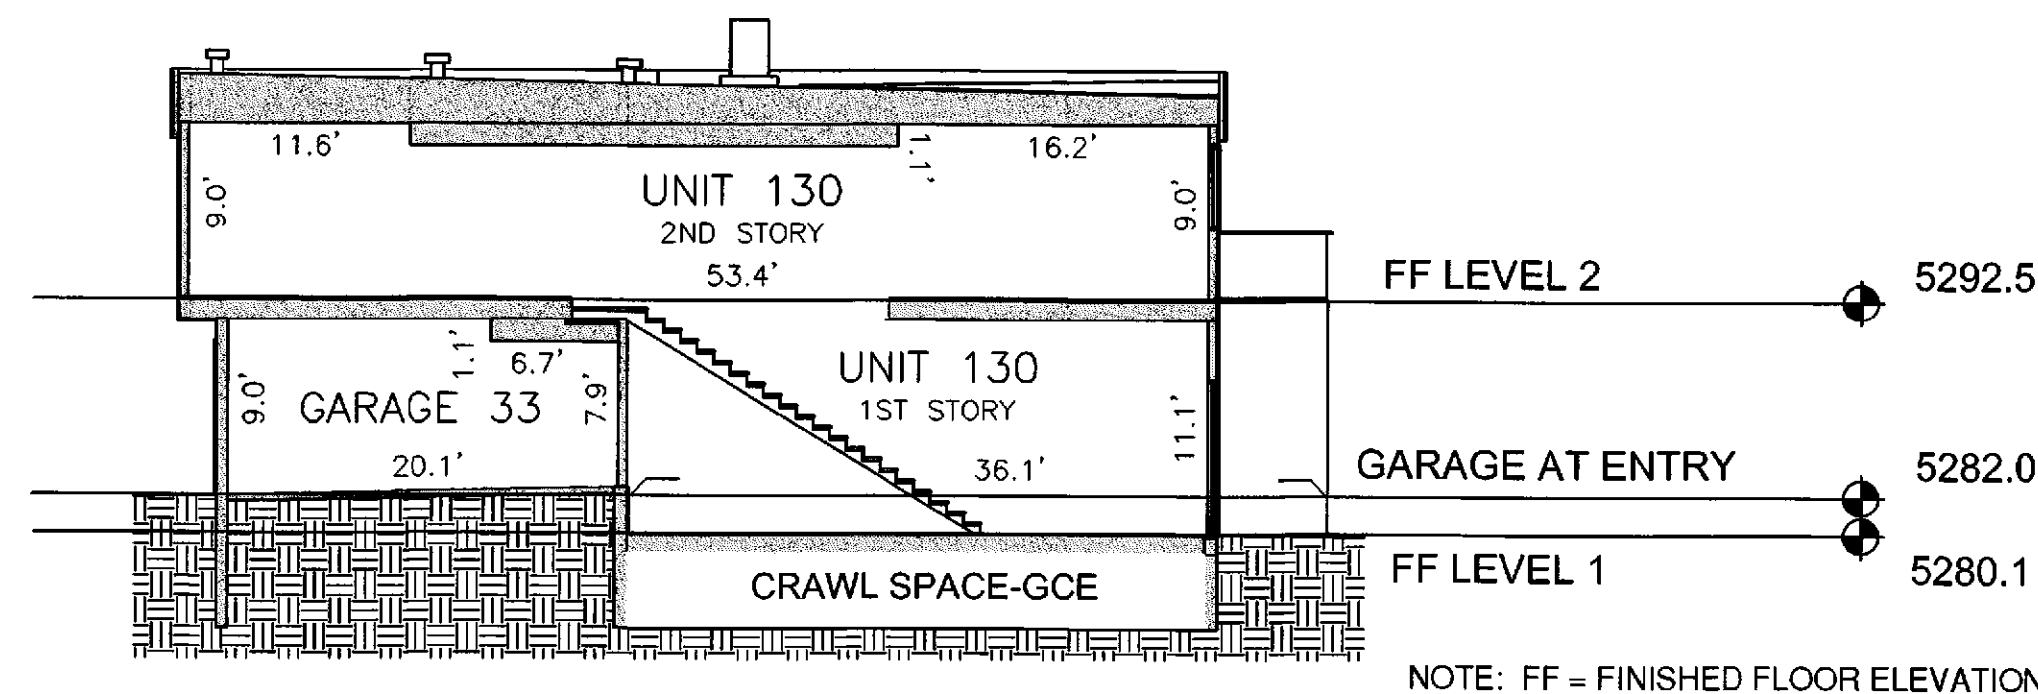 11.6'
1.1'
16.2'
9.0'
UNIT 130
2ND STORY
53.4'
9.0'
FF LEVEL 2
5292.5
1.1'
6.7'
9.0'
GARAGE 33
7.9'
20.1'
UNIT 130
1ST STORY
36.1'
11.1'
GARAGE AT ENTRY
5282.0
CRAWL SPACE-GCE
FF LEVEL 1
5280.1
NOTE: FF = FINISHED FLOOR ELEVATION